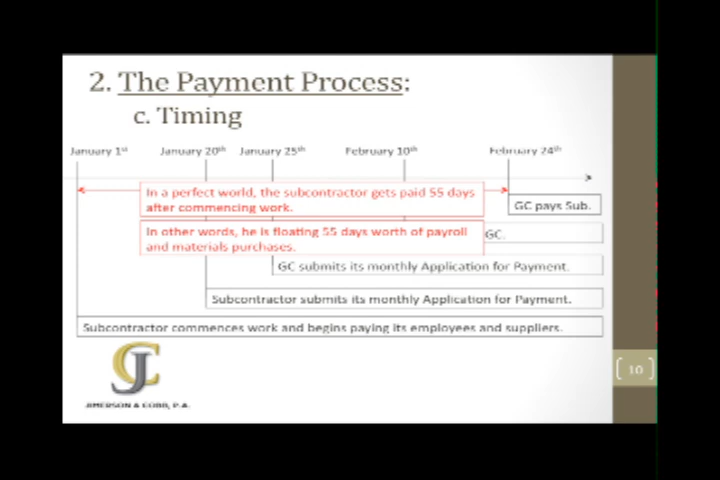 2. The Payment Process:
c. Timing
January 1st January 20th January 25th February 10th February 24th
In a perfect world, the subcontractor gets paid 55 days
after commencing work.
GC pays Sub.
In other words, he is floating 55 days worth of payroll
and materials purchases.
GC.
GC submits its monthly Application for Payment.
Subcontractor submits its monthly Application for Payment.
Subcontractor commences work and begins paying its employees and suppliers.
JC
JIMERSON & COBB, P.A.
10